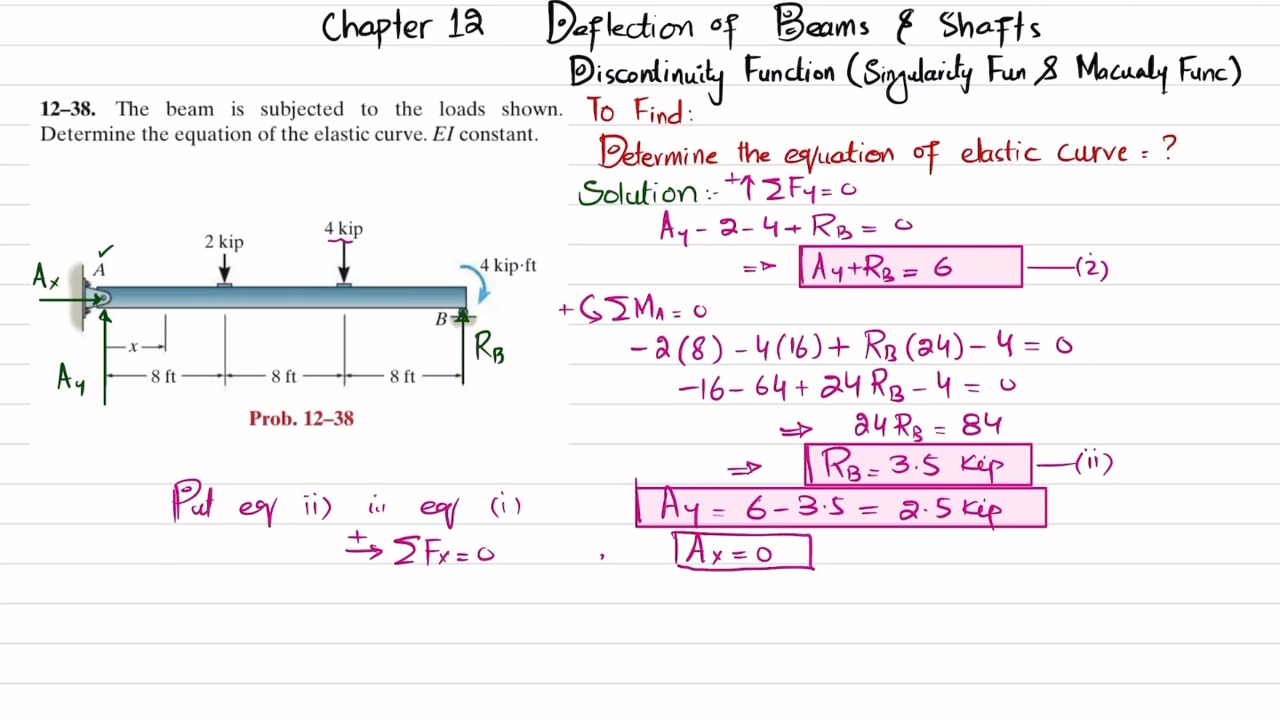 Chapter 12 Deflection of Beams & Shafts
Discontinuity Function (Singularity Fun & Macualy Func)
12–38. The beam is subjected to the loads shown.
Determine the equation of the elastic curve. EI constant.
To Find:
Determine the equation of elastic curve = ?
Solution :- +↑ ΣFy = 0
Ay - 2 - 4 + RB = 0
⇒ Ay + RB = 6 —(i)
+ ↺ ΣMA = 0
-2(8) - 4(16) + RB(24) - 4 = 0
-16 - 64 + 24 RB - 4 = 0
⇒ 24 RB = 84
⇒ RB = 3.5 Kip —(ii)
Put eq ii) in eq (i)
Ay = 6 - 3.5 = 2.5 Kip
+→ ΣFx = 0 , Ax = 0
4 kip
2 kip
4 kip·ft
A
Ax
B
RB
x
Ay
8 ft 8 ft 8 ft
Prob. 12–38